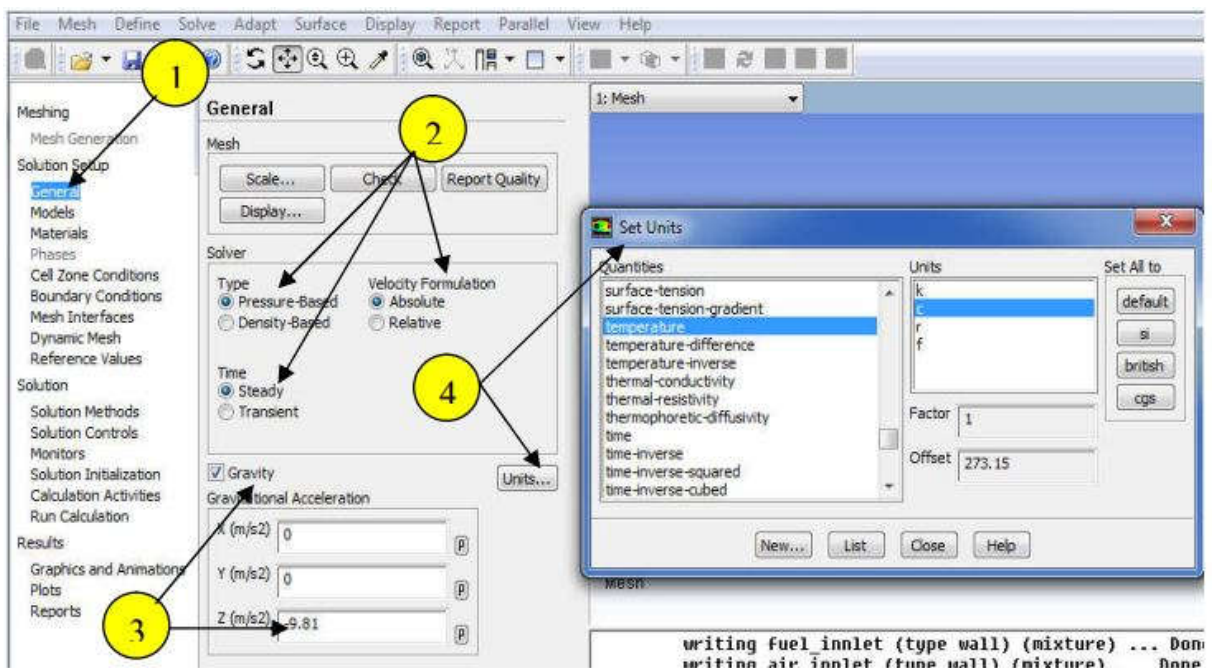 File Mesh Define Solve Adapt Surface Display Report Parallel View Help
1
2
3
4
Meshing
Mesh Generation
Solution Setup
General
Models
Materials
Phases
Cell Zone Conditions
Boundary Conditions
Mesh Interfaces
Dynamic Mesh
Reference Values
Solution
Solution Methods
Solution Controls
Monitors
Solution Initialization
Calculation Activities
Run Calculation
Results
Graphics and Animations
Plots
Reports
General
Mesh
Scale... Check Report Quality
Display...
Solver
Type Velocity Formulation
Pressure-Based Absolute
Density-Based Relative
Time
Steady
Transient
Gravity Units...
Gravitational Acceleration
X (m/s2) 0 P
Y (m/s2) 0 P
Z (m/s2) -9.81 P
1: Mesh
Set Units X
Quantities
surface-tension
surface-tension-gradient
temperature
temperature-difference
temperature-inverse
thermal-conductivity
thermal-resistivity
thermophoretic-diffusivity
time
time-inverse
time-inverse-squared
time-inverse-cubed
Units
k
c
r
f
Factor 1
Offset 273.15
Set All to
default
si
british
cgs
New... List Close Help
Mesh
writing fuel_innlet (type wall) (mixture) ... Don
writing air_innlet (type wall) (mixture) Done